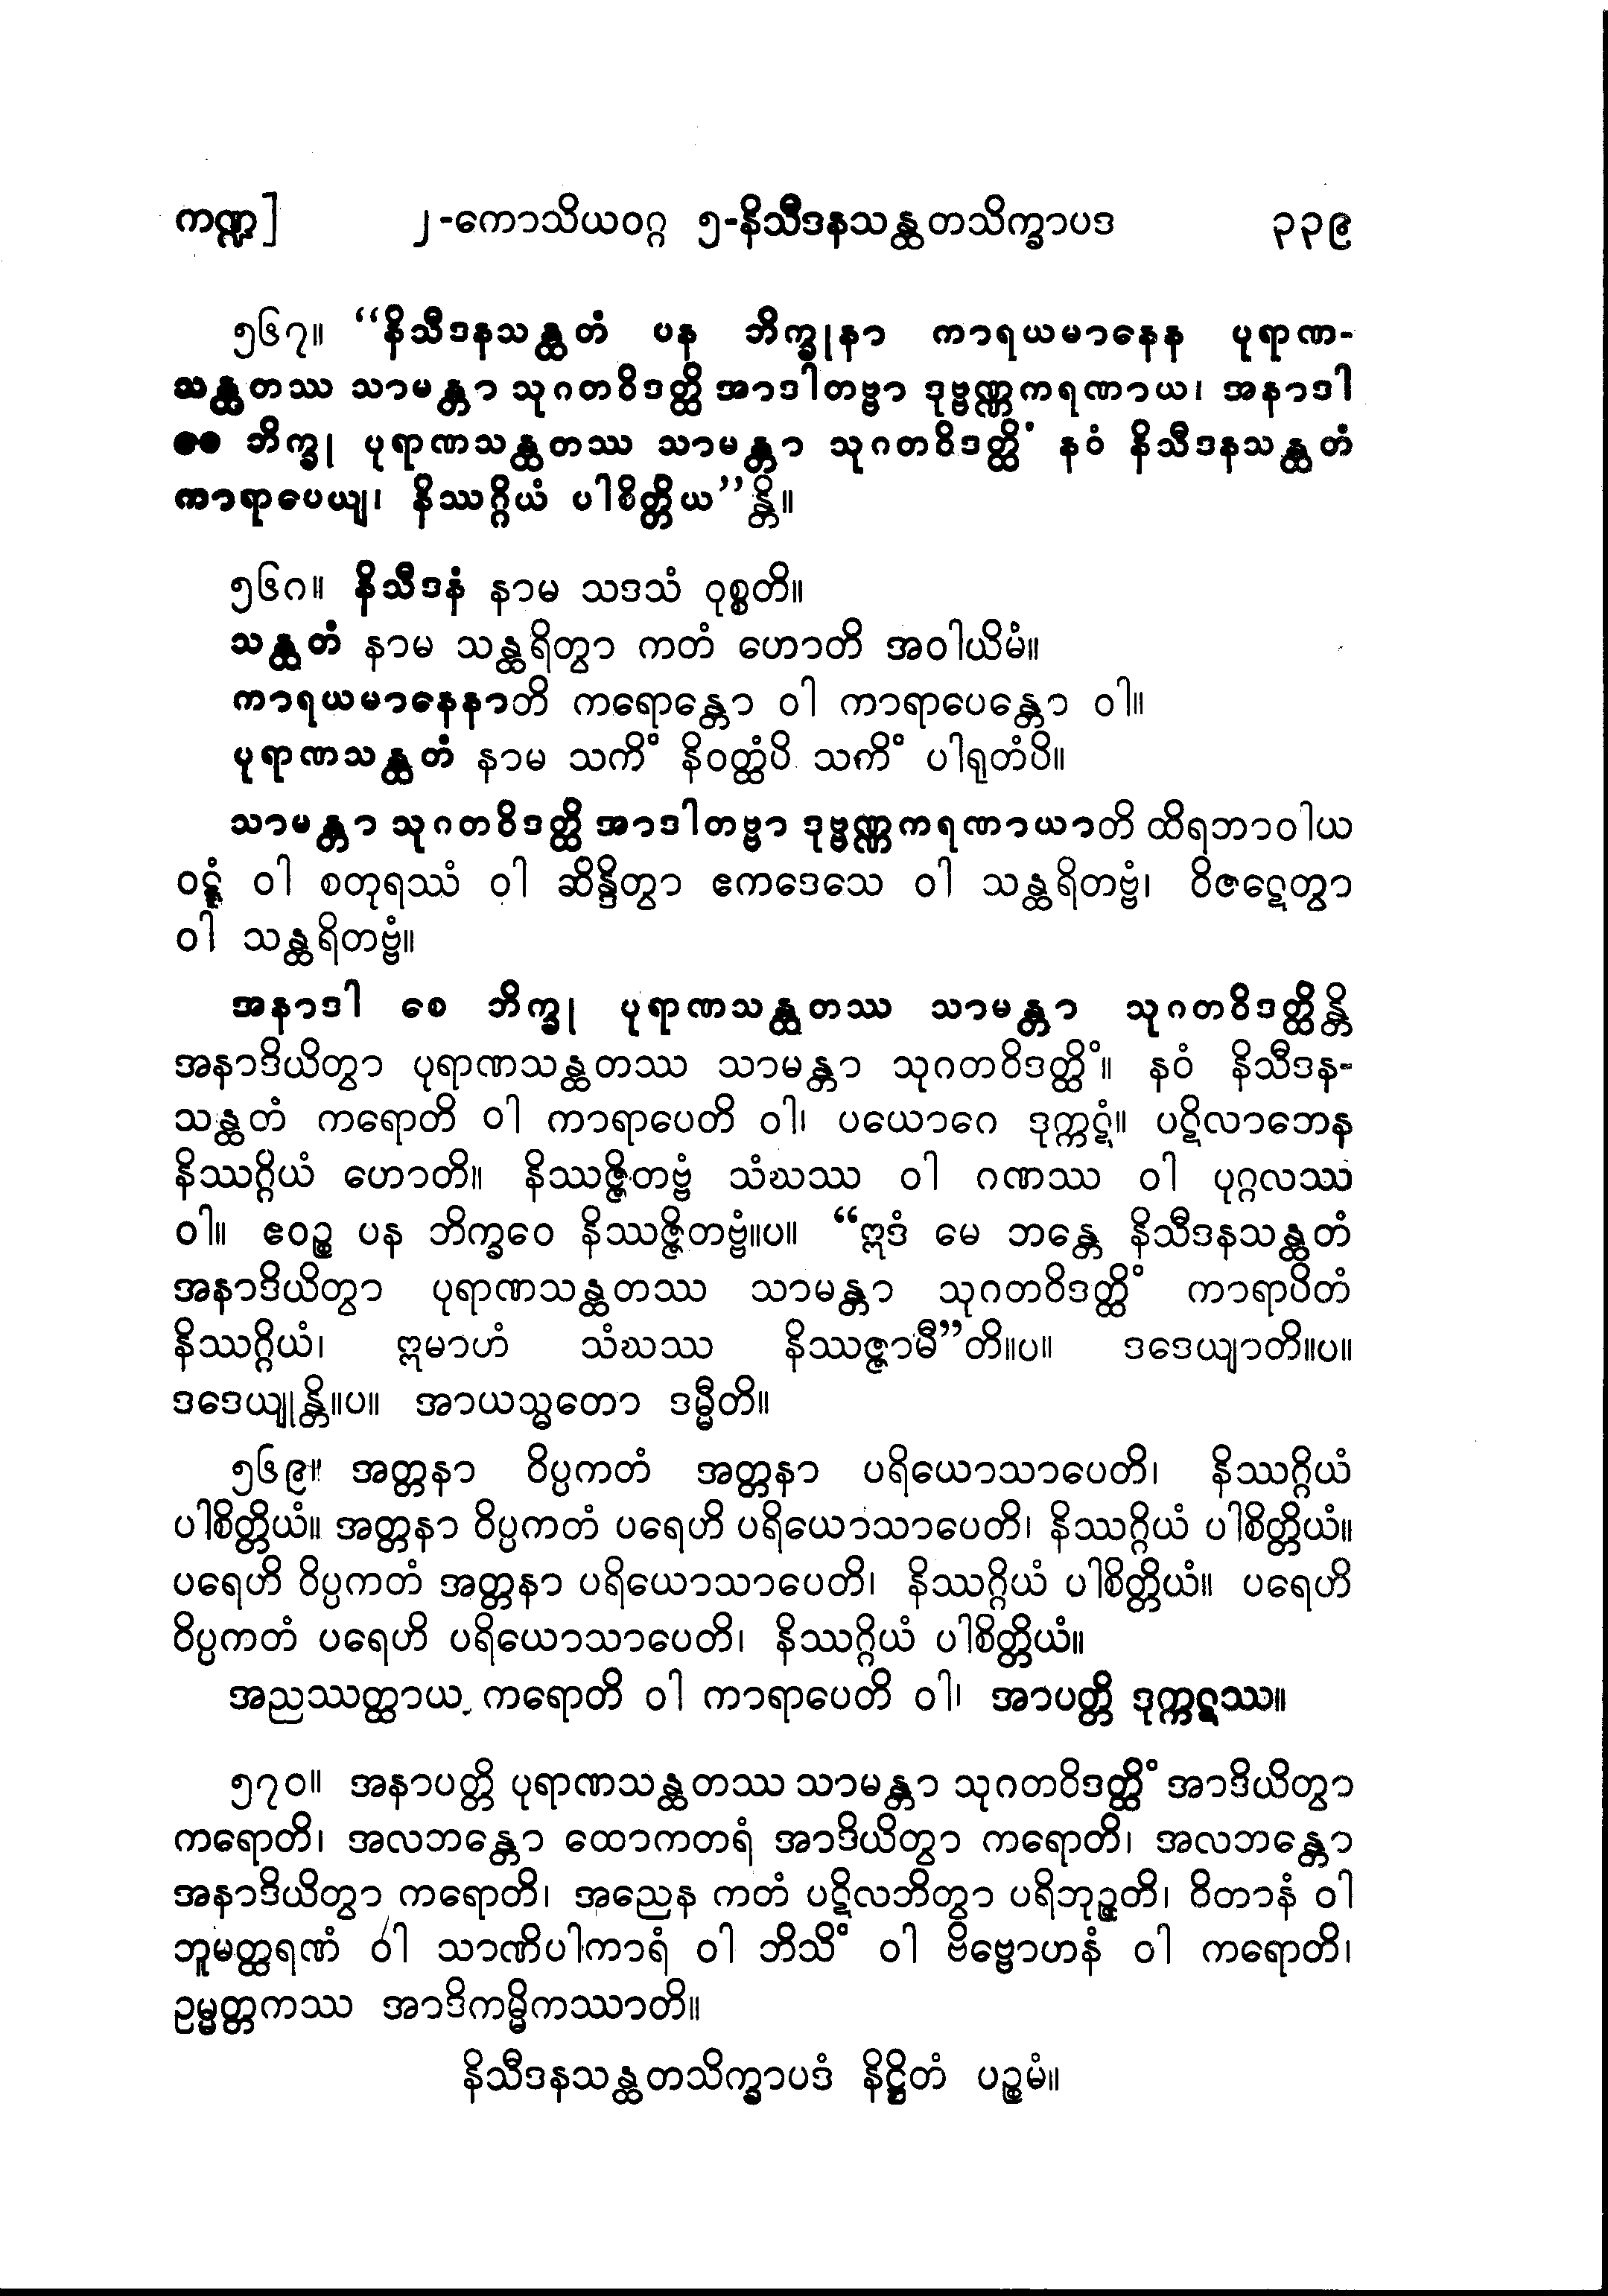 ကဏ္ဍ] ၂-ကောသိယဝဂ္ဂ ၅-နိသီဒနသန္ထတသိက္ခာပဒ ၃၃၉
၅၆၇။ “နိသီဒနသန္ထတံ ပန ဘိက္ခုနာ ကာရယမာနေန ပုရာဏ-
သန္ထတဿ သာမန္တာ သုဂတဝိဒတ္ထိ အာဒါတဗ္ဗာ ဒုဗ္ဗဏ္ဏကရဏာယ၊ အနာဒါ
ဘိက္ခု ပုရာဏသန္ထတဿ သာမန္တာ သုဂတဝိဒတ္ထိံ နဝံ နိသီဒနသန္ထတံ
ကာရာပေယျ၊ နိဿဂ္ဂိယံ ပါစိတ္တိယ”န္တိ။
၅၆၈။ နိသီဒနံ နာမ သဒသံ ဝုစ္စတိ။
သန္ထတံ နာမ သန္ထရိတွာ ကတံ ဟောတိ အဝါယိမံ။
ကာရယမာနေနာတိ ကရောန္တော ဝါ ကာရာပေန္တော ဝါ။
ပုရာဏသန္ထတံ နာမ သကိံ နိဝတ္ထံပိ သကိံ ပါရုတံပိ။
သာမန္တာ သုဂတဝိဒတ္ထိ အာဒါတဗ္ဗာ ဒုဗ္ဗဏ္ဏကရဏာယာတိ ထိရဘာဝါယ
ဝဋ္ဋံ ဝါ စတုရဿံ ဝါ ဆိန္ဒိတွာ ဧကဒေသေ ဝါ သန္ထရိတဗ္ဗံ၊ ဝိဇဋေတွာ
ဝါ သန္ထရိတဗ္ဗံ။
အနာဒါ စေ ဘိက္ခု ပုရာဏသန္ထတဿ သာမန္တာ သုဂတဝိဒတ္ထိန္တိ
အနာဒိယိတွာ ပုရာဏသန္ထတဿ သာမန္တာ သုဂတဝိဒတ္ထိံ။ နဝံ နိသီဒန-
သန္ထတံ ကရောတိ ဝါ ကာရာပေတိ ဝါ၊ ပယောဂေ ဒုက္ကဋံ။ ပဋိလာဘေန
နိဿဂ္ဂိယံ ဟောတိ။ နိဿဇ္ဇိတဗ္ဗံ သံဃဿ ဝါ ဂဏဿ ဝါ ပုဂ္ဂလဿ
ဝါ။ ဧဝဉ္စ ပန ဘိက္ခဝေ နိဿဇ္ဇိတဗ္ဗံ။ပ။ “ဣဒံ မေ ဘန္တေ နိသီဒနသန္ထတံ
အနာဒိယိတွာ ပုရာဏသန္ထတဿ သာမန္တာ သုဂတဝိဒတ္ထိံ ကာရာပိတံ
နိဿဂ္ဂိယံ၊ ဣမာဟံ သံဃဿ နိဿဇ္ဇာမီ”တိ။ပ။ ဒဒေယျာတိ။ပ။
ဒဒေယျုန္တိ။ပ။ အာယသ္မတော ဒမ္မီတိ။
၅၆၉။ အတ္တနာ ဝိပ္ပကတံ အတ္တနာ ပရိယောသာပေတိ၊ နိဿဂ္ဂိယံ
ပါစိတ္တိယံ။ အတ္တနာ ဝိပ္ပကတံ ပရေဟိ ပရိယောသာပေတိ၊ နိဿဂ္ဂိယံ ပါစိတ္တိယံ။
ပရေဟိ ဝိပ္ပကတံ အတ္တနာ ပရိယောသာပေတိ၊ နိဿဂ္ဂိယံ ပါစိတ္တိယံ။ ပရေဟိ
ဝိပ္ပကတံ ပရေဟိ ပရိယောသာပေတိ၊ နိဿဂ္ဂိယံ ပါစိတ္တိယံ။
အညဿတ္ထာယ ကရောတိ ဝါ ကာရာပေတိ ဝါ၊ အာပတ္တိ ဒုက္ကဋဿ။
၅၇၀။ အနာပတ္တိ ပုရာဏသန္ထတဿ သာမန္တာ သုဂတဝိဒတ္ထိံ အာဒိယိတွာ
ကရောတိ၊ အလဘန္တော ထောကတရံ အာဒိယိတွာ ကရောတိ၊ အလဘန္တော
အနာဒိယိတွာ ကရောတိ၊ အညေန ကတံ ပဋိလဘိတွာ ပရိဘုဉ္ဇတိ၊ ဝိတာနံ ဝါ
ဘူမတ္ထရဏံ ဝါ သာဏိပါကာရံ ဝါ ဘိသိံ ဝါ ဗိဗ္ဗောဟနံ ဝါ ကရောတိ၊
ဥမ္မတ္တကဿ အာဒိကမ္မိကဿာတိ။
နိသီဒနသန္ထတသိက္ခာပဒံ နိဋ္ဌိတံ ပဉ္စမံ။